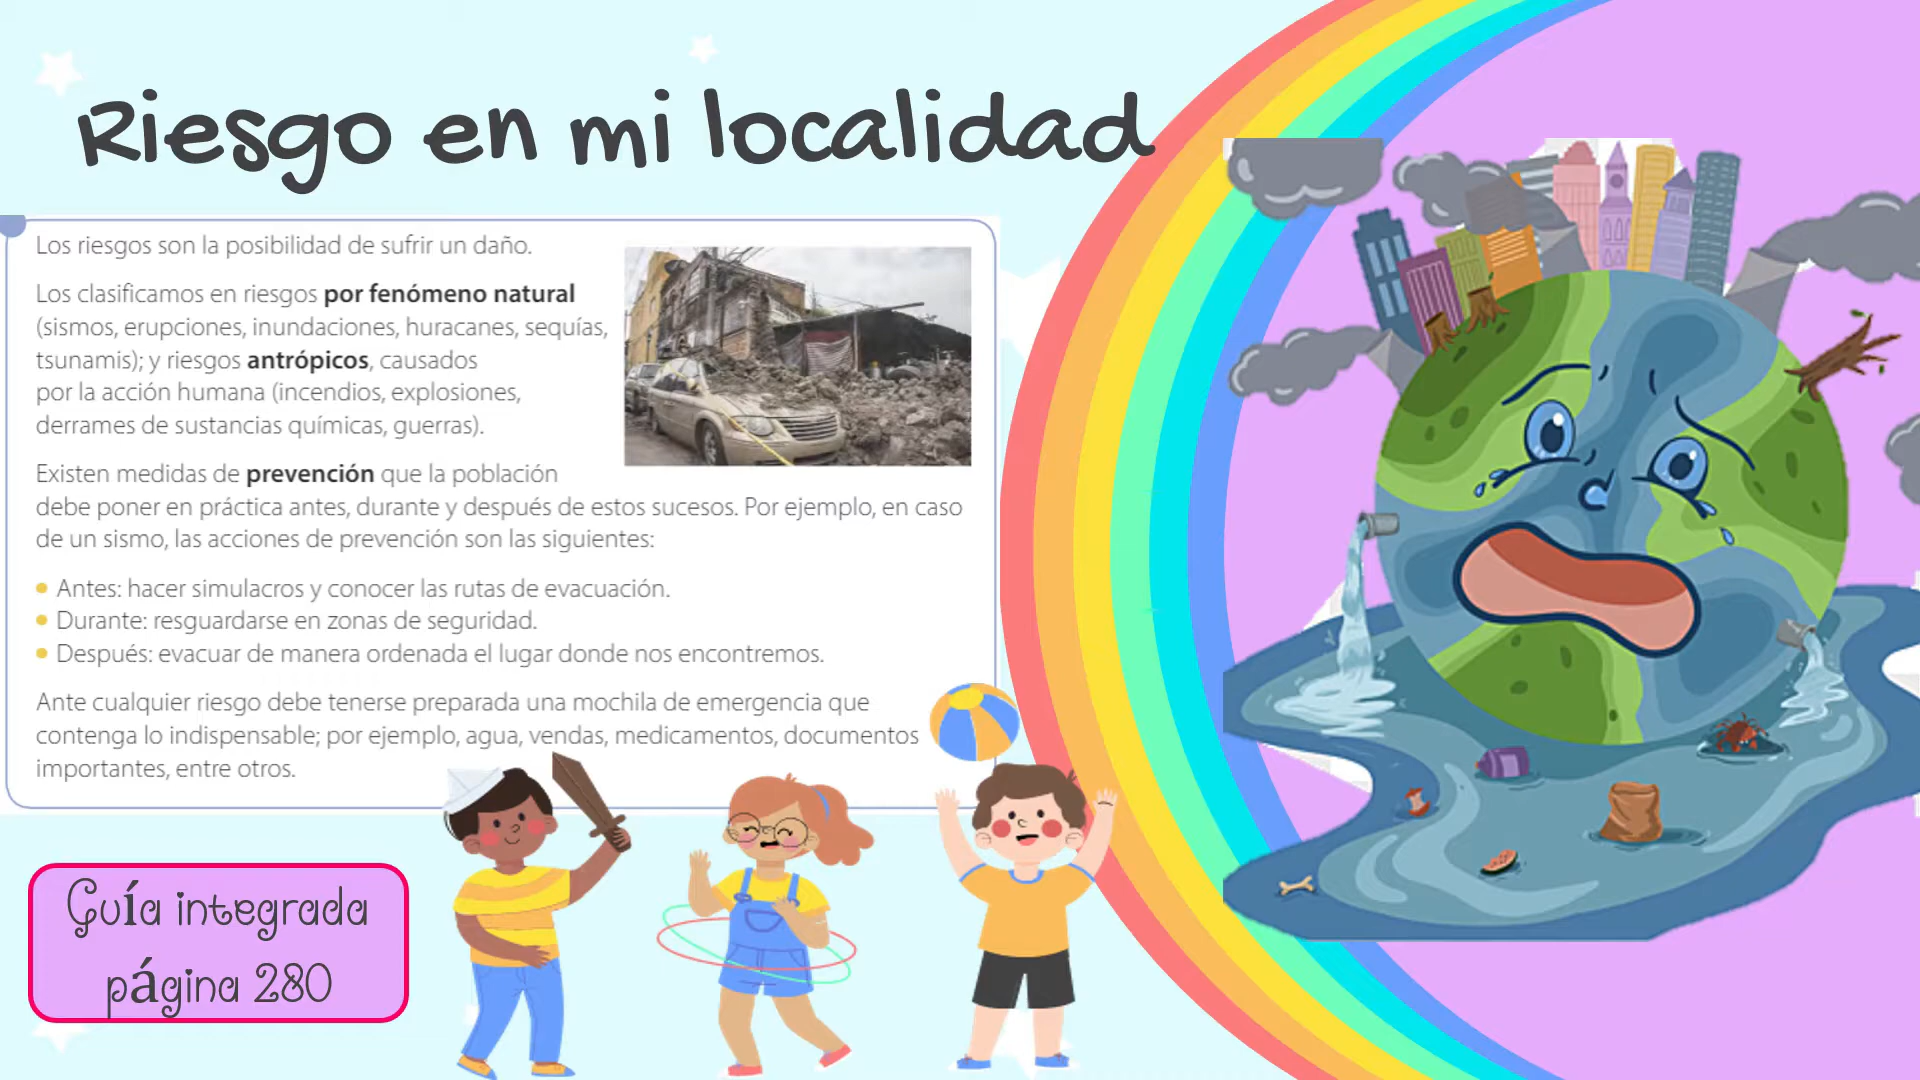 Riesgo en mi localidad
Los riesgos son la posibilidad de sufrir un daño.
Los clasificamos en riesgos por fenómeno natural
(sismos, erupciones, inundaciones, huracanes, sequías,
tsunamis); y riesgos antrópicos, causados
por la acción humana (incendios, explosiones,
derrames de sustancias químicas, guerras).
Existen medidas de prevención que la población
debe poner en práctica antes, durante y después de estos sucesos. Por ejemplo, en caso
de un sismo, las acciones de prevención son las siguientes:
Antes: hacer simulacros y conocer las rutas de evacuación.
Durante: resguardarse en zonas de seguridad.
Después: evacuar de manera ordenada el lugar donde nos encontremos.
Ante cualquier riesgo debe tenerse preparada una mochila de emergencia que
contenga lo indispensable; por ejemplo, agua, vendas, medicamentos, documentos
importantes, entre otros.
Guía integrada
página 280